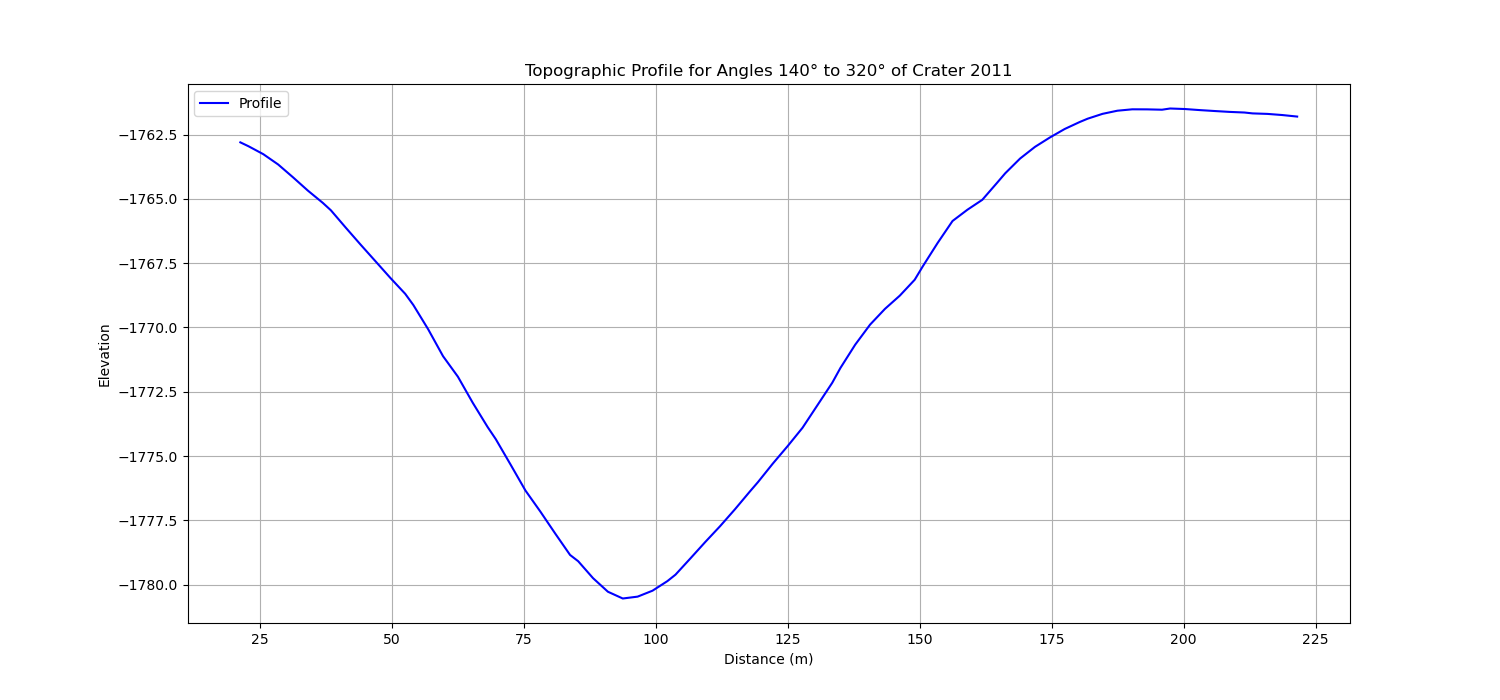 Topographic Profile for Angles 140° to 320° of Crater 2011
Profile
−1762.5
−1765.0
−1767.5
−1770.0
−1772.5
−1775.0
−1777.5
−1780.0
Elevation
25 50 75 100 125 150 175 200 225
Distance (m)